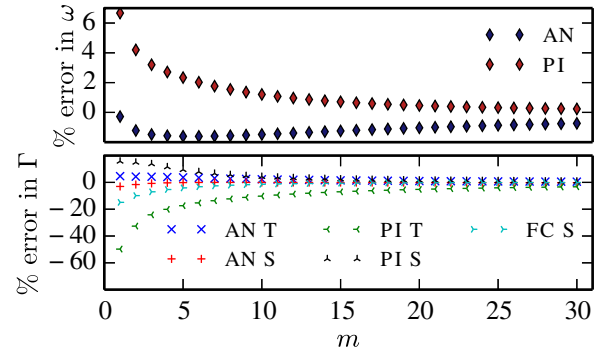 % error in ω
6
4
2
0
AN
PI
% error in Γ
0
−20
−40
−60
AN T
PI T
FC S
AN S
PI S
0
5
10
15
20
25
30
m